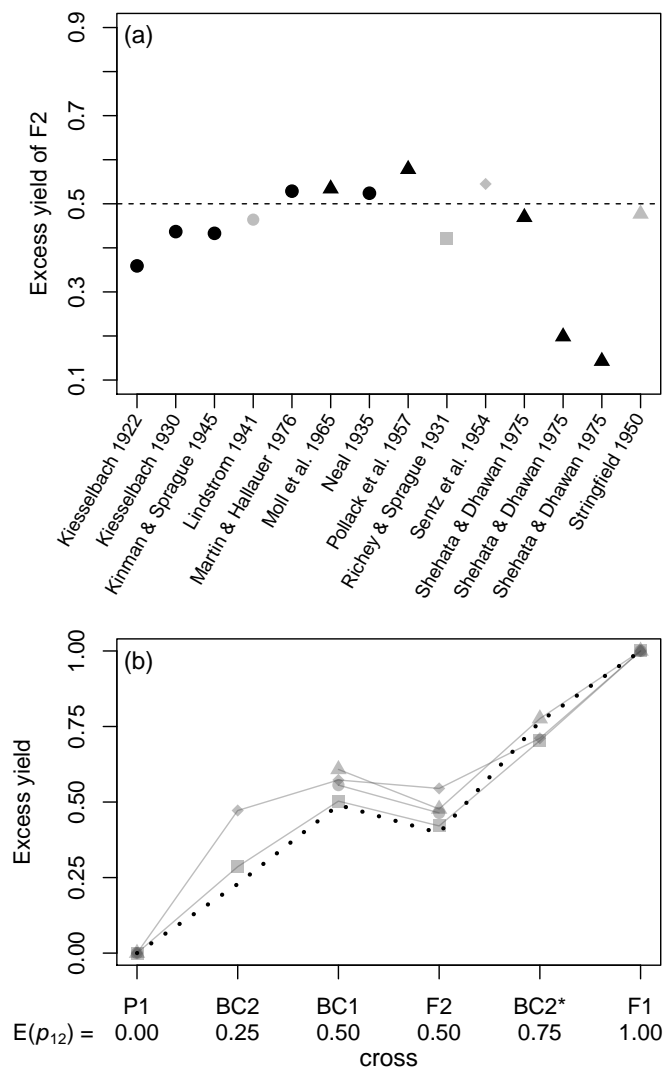 (a)
Excess yield of F2
0.9
0.7
0.5
0.3
0.1
Kiesselbach 1922
Kiesselbach 1930
Kinman & Sprague 1945
Lindstrom 1941
Martin & Hallauer 1976
Moll et al. 1965
Neal 1935
Pollack et al. 1957
Richey & Sprague 1931
Sentz et al. 1954
Shehata & Dhawan 1975
Shehata & Dhawan 1975
Shehata & Dhawan 1975
Stringfield 1950
(b)
Excess yield
1.00
0.75
0.50
0.25
0.00
P1 BC2 BC1 F2 BC2* F1
E(p12) = 0.00 0.25 0.50 0.50 0.75 1.00
cross